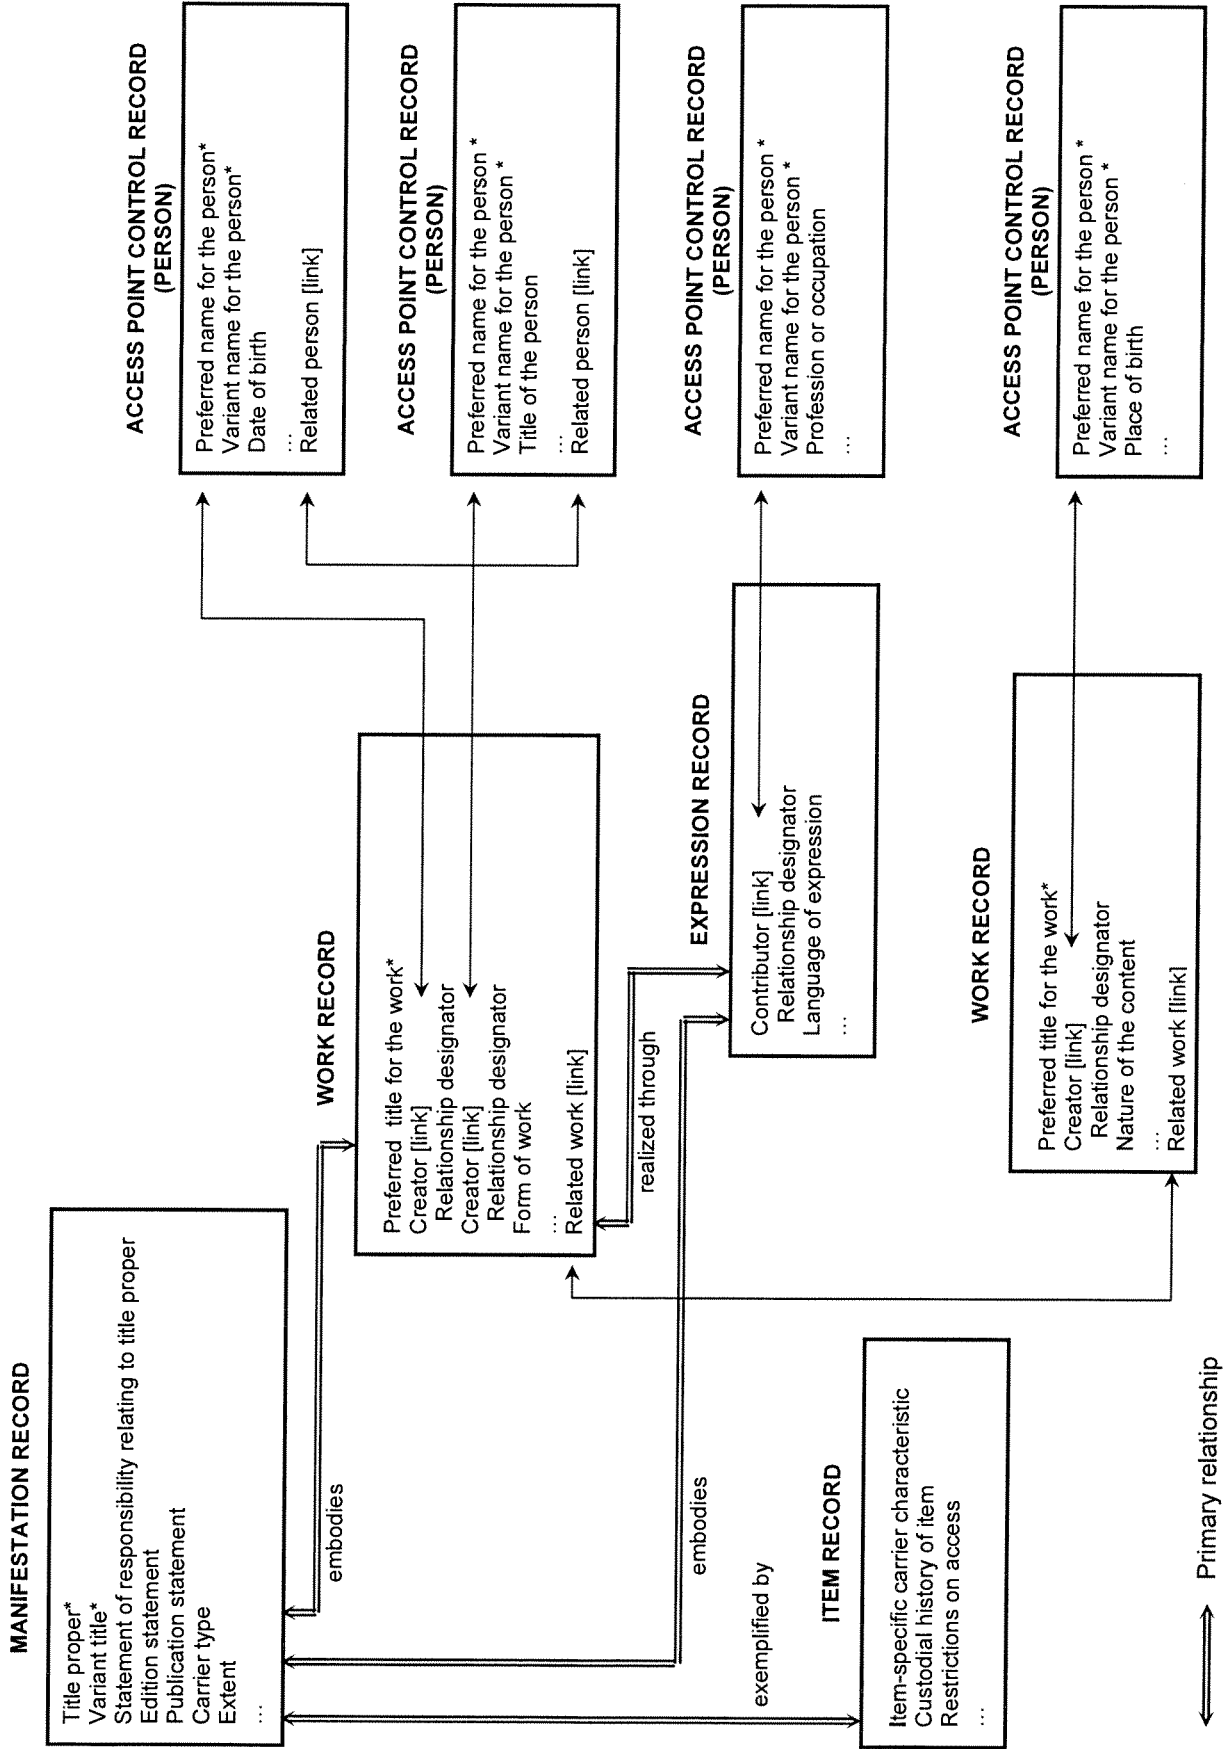 MANIFESTATION RECORD
Title proper*
Variant title*
Statement of responsibility relating to title proper
Edition statement
Publication statement
Carrier type
Extent
…
embodies
embodies
exemplified by
WORK RECORD
Preferred title for the work*
Creator [link]
Relationship designator
Creator [link]
Relationship designator
Form of work
…
Related work [link]
realized through
ACCESS POINT CONTROL RECORD
(PERSON)
Preferred name for the person*
Variant name for the person*
Date of birth
…
Related person [link]
ACCESS POINT CONTROL RECORD
(PERSON)
Preferred name for the person *
Variant name for the person *
Title of the person
…
Related person [link]
EXPRESSION RECORD
Contributor [link]
Relationship designator
Language of expression
…
ACCESS POINT CONTROL RECORD
(PERSON)
Preferred name for the person *
Variant name for the person *
Profession or occupation
…
ITEM RECORD
Item-specific carrier characteristic
Custodial history of item
Restrictions on access
…
WORK RECORD
Preferred title for the work*
Creator [link]
Relationship designator
Nature of the content
…
Related work [link]
ACCESS POINT CONTROL RECORD
(PERSON)
Preferred name for the person *
Variant name for the person *
Place of birth
…
Primary relationship